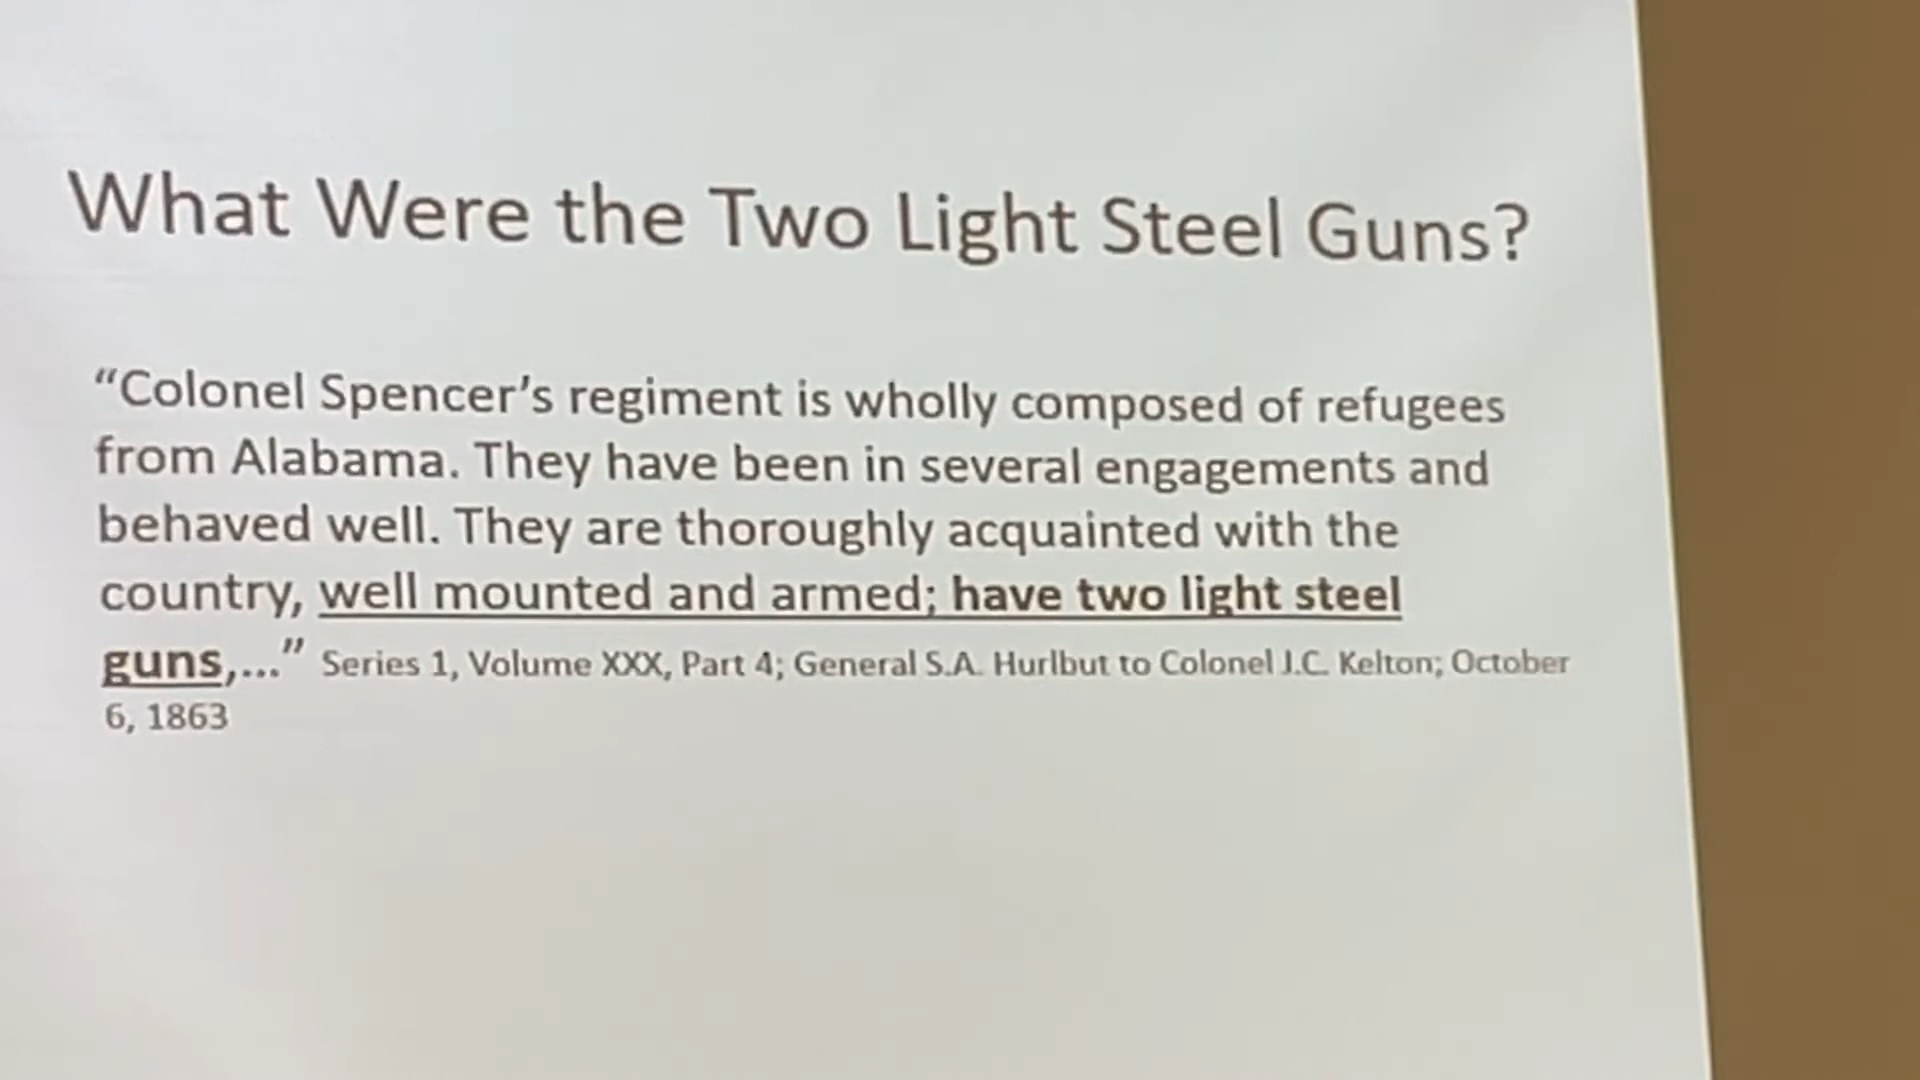 What Were the Two Light Steel Guns?
“Colonel Spencer’s regiment is wholly composed of refugees
from Alabama. They have been in several engagements and
behaved well. They are thoroughly acquainted with the
country, well mounted and armed; have two light steel
guns,...” Series 1, Volume XXX, Part 4; General S.A. Hurlbut to Colonel J.C. Kelton; October
6, 1863